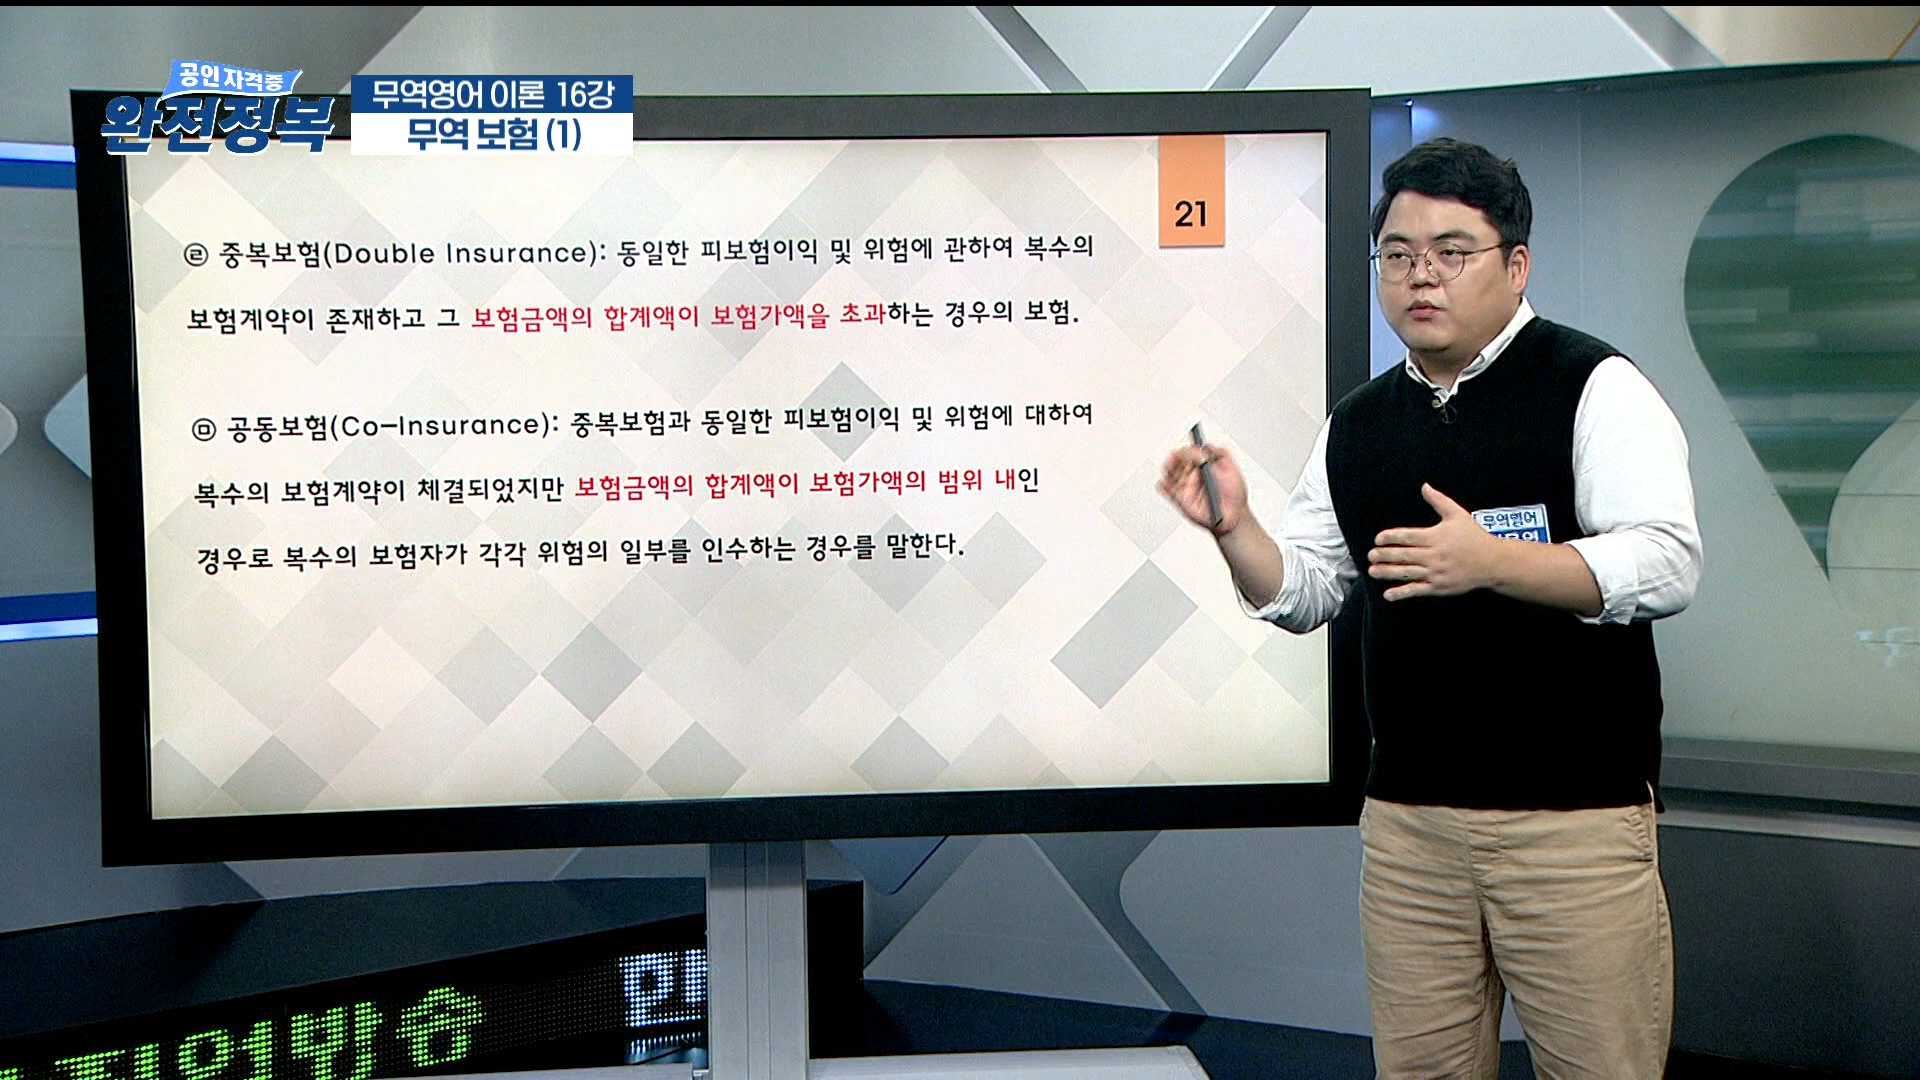 공인 자격증
완전정복
무역영어 이론 16강
무역 보험 (1)
21
㉣ 중복보험(Double Insurance): 동일한 피보험이익 및 위험에 관하여 복수의
보험계약이 존재하고 그 보험금액의 합계액이 보험가액을 초과하는 경우의 보험.
㉤ 공동보험(Co-Insurance): 중복보험과 동일한 피보험이익 및 위험에 대하여
복수의 보험계약이 체결되었지만 보험금액의 합계액이 보험가액의 범위 내인
경우로 복수의 보험자가 각각 위험의 일부를 인수하는 경우를 말한다.
무역영어
직업방송